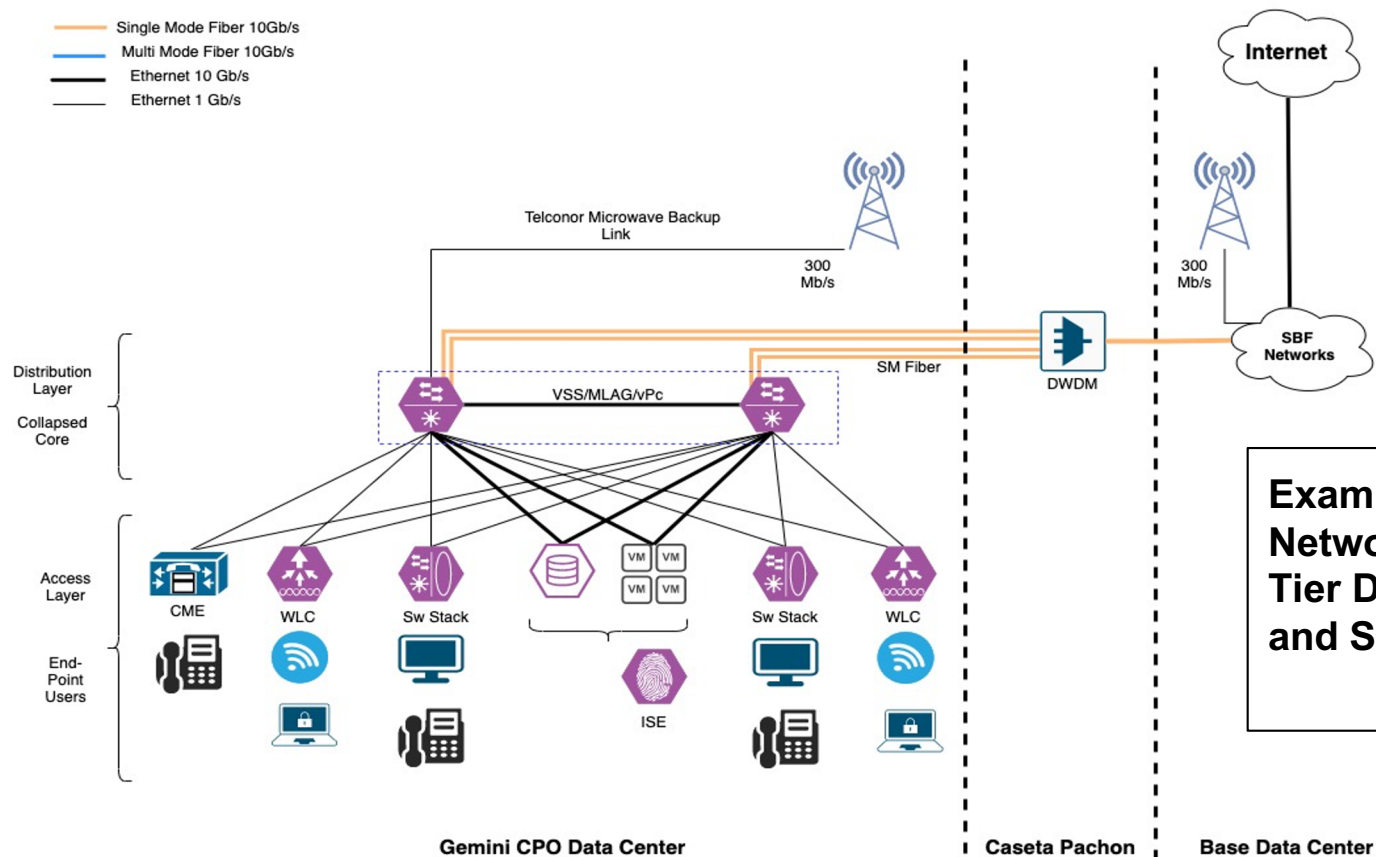 Single Mode Fiber 10Gb/s
Multi Mode Fiber 10Gb/s
Ethernet 10 Gb/s
Ethernet 1 Gb/s
Internet
Telconor Microwave Backup
Link
300
Mb/s
300
Mb/s
SBF
Networks
SM Fiber
DWDM
Distribution
Layer
Collapsed
Core
VSS/MLAG/vPc
Access
Layer
CME
WLC
Sw Stack
VM VM
VM VM
Sw Stack
WLC
End-
Point
Users
ISE
Tier
and
Gemini CPO Data Center
Caseta Pachon
Base Data Center